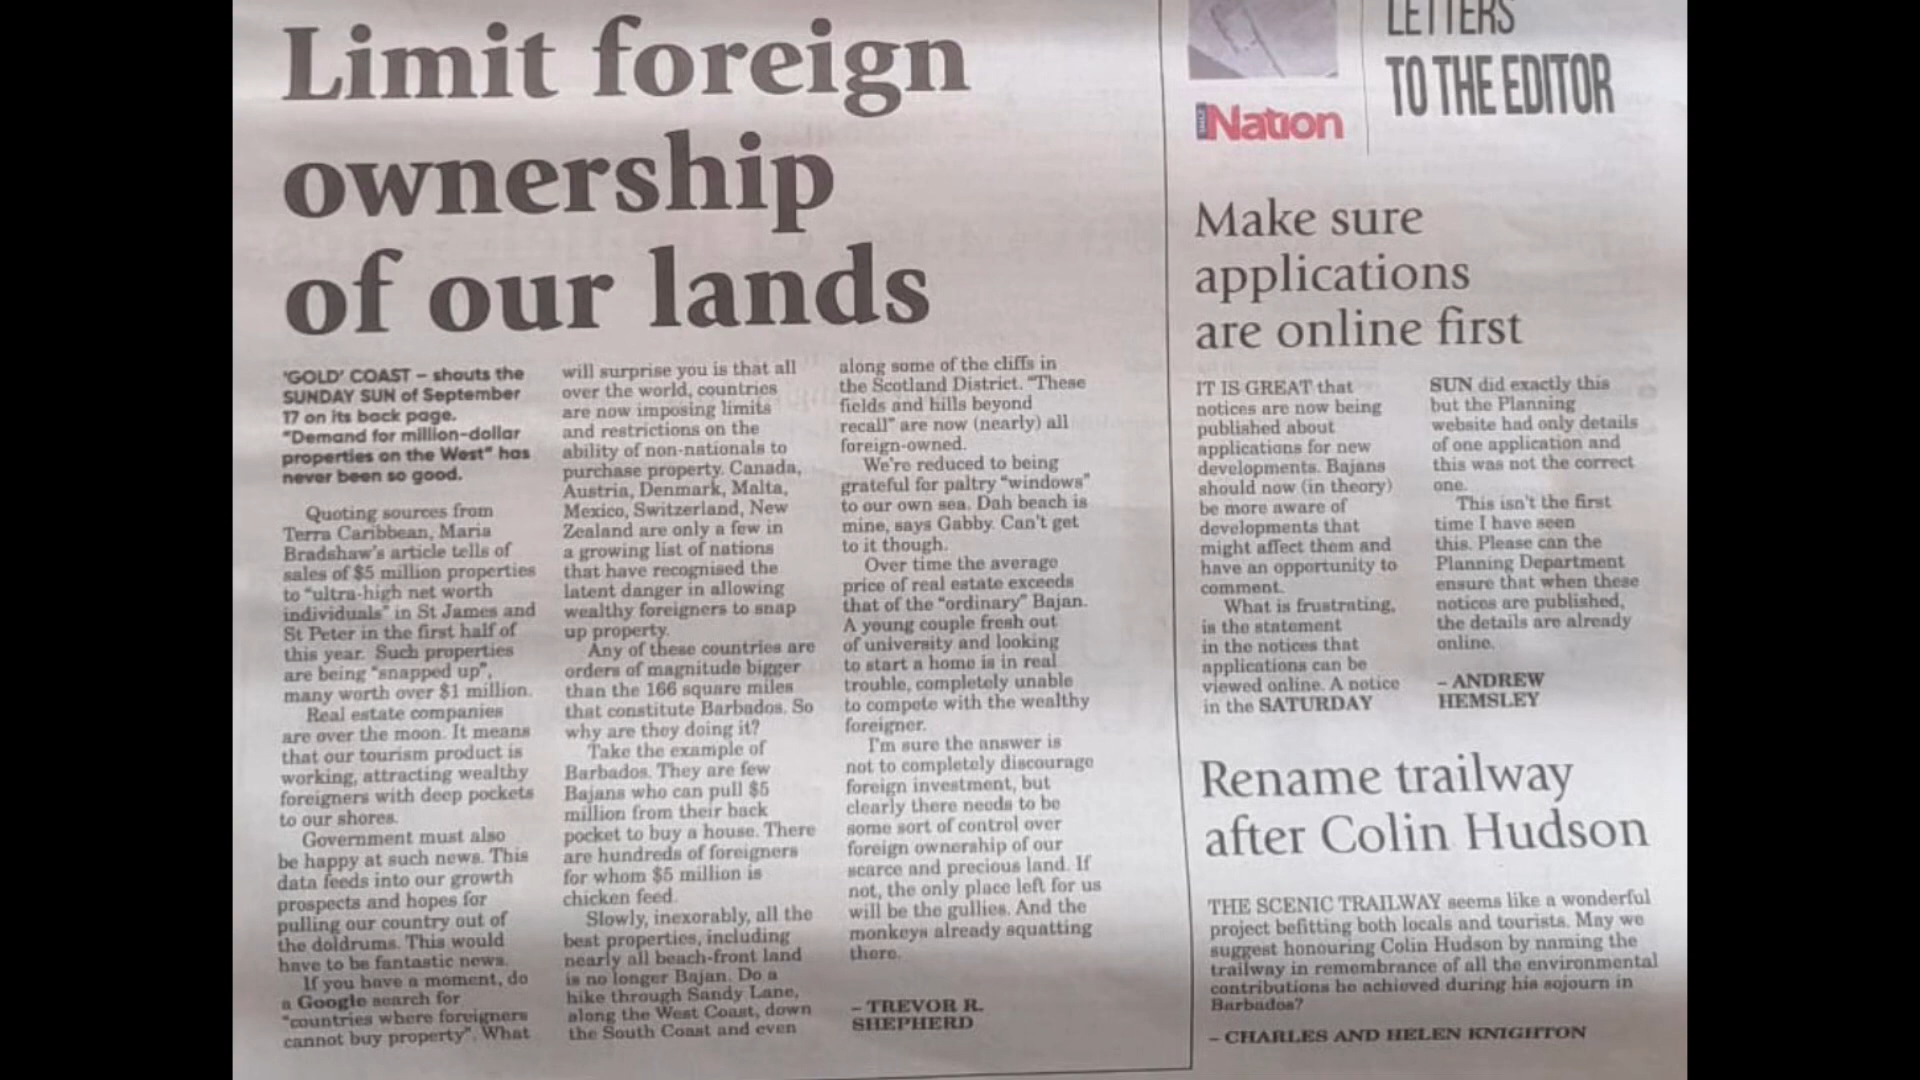 Limit foreign
ownership
of our lands
'GOLD' COAST – shouts the
SUNDAY SUN of September
17 on its back page.
"Demand for million-dollar
properties on the West" has
never been so good.
Quoting sources from
Terra Caribbean, Maria
Bradshaw's article tells of
sales of $5 million properties
to "ultra-high net worth
individuals" in St James and
St Peter in the first half of
this year. Such properties
are being "snapped up",
many worth over $1 million.
Real estate companies
are over the moon. It means
that our tourism product is
working, attracting wealthy
foreigners with deep pockets
to our shores.
Government must also
be happy at such news. This
data feeds into our growth
prospects and hopes for
pulling our country out of
the doldrums. This would
have to be fantastic news.
If you have a moment, do
a Google search for
"countries where foreigners
cannot buy property". What
will surprise you is that all
over the world, countries
are now imposing limits
and restrictions on the
ability of non-nationals to
purchase property. Canada,
Austria, Denmark, Malta,
Mexico, Switzerland, New
Zealand are only a few in
a growing list of nations
that have recognised the
latent danger in allowing
wealthy foreigners to snap
up property.
Any of these countries are
orders of magnitude bigger
than the 166 square miles
that constitute Barbados. So
why are they doing it?
Take the example of
Barbados. They are few
Bajans who can pull $5
million from their back
pocket to buy a house. There
are hundreds of foreigners
for whom $5 million is
chicken feed.
Slowly, inexorably, all the
best properties, including
nearly all beach-front land
is no longer Bajan. Do a
hike through Sandy Lane,
along the West Coast, down
the South Coast and even
along some of the cliffs in
the Scotland District. "These
fields and hills beyond
recall" are now (nearly) all
foreign-owned.
We're reduced to being
grateful for paltry "windows"
to our own sea. Dah beach is
mine, says Gabby. Can't get
to it though.
Over time the average
price of real estate exceeds
that of the "ordinary" Bajan.
A young couple fresh out
of university and looking
to start a home is in real
trouble, completely unable
to compete with the wealthy
foreigner.
I'm sure the answer is
not to completely discourage
foreign investment, but
clearly there needs to be
some sort of control over
foreign ownership of our
scarce and precious land. If
not, the only place left for us
will be the gullies. And the
monkeys already squatting
there.
– TREVOR R.
SHEPHERD
Nation
LETTERS
TO THE EDITOR
Make sure
applications
are online first
IT IS GREAT that
notices are now being
published about
applications for new
developments. Bajans
should now (in theory)
be more aware of
developments that
might affect them and
have an opportunity to
comment.
What is frustrating,
is the statement
in the notices that
applications can be
viewed online. A notice
in the SATURDAY
SUN did exactly this
but the Planning
website had only details
of one application and
this was not the correct
one.
This isn't the first
time I have seen
this. Please can the
Planning Department
ensure that when these
notices are published,
the details are already
online.
– ANDREW
HEMSLEY
Rename trailway
after Colin Hudson
THE SCENIC TRAILWAY seems like a wonderful
project befitting both locals and tourists. May we
suggest honouring Colin Hudson by naming the
trailway in remembrance of all the environmental
contributions he achieved during his sojourn in
Barbados?
– CHARLES AND HELEN KNIGHTON